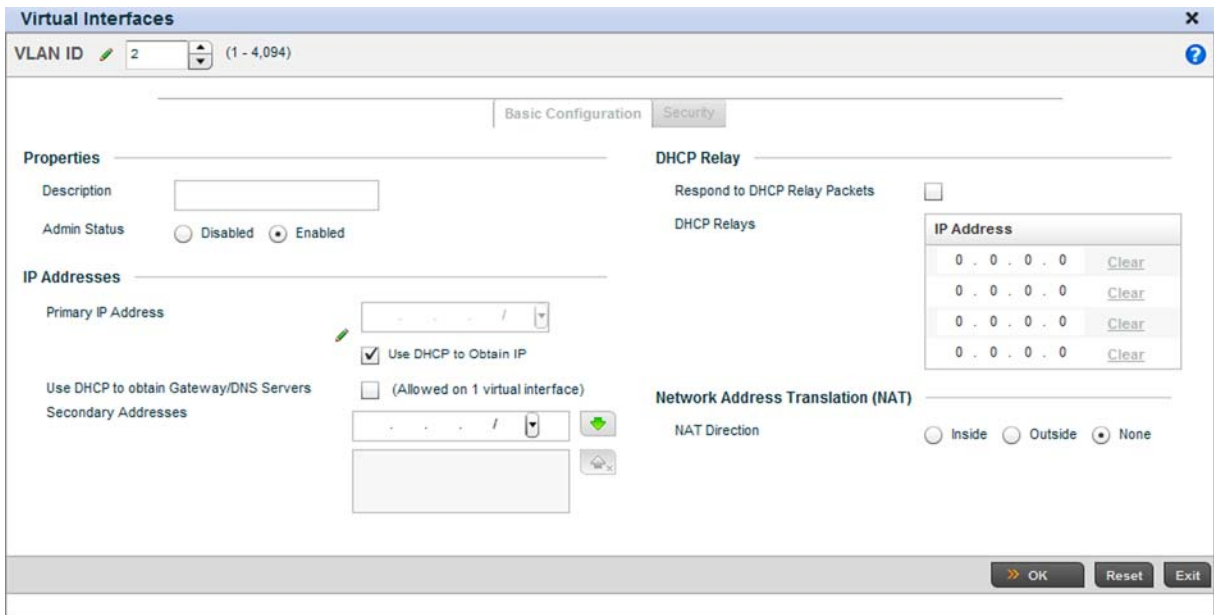 Virtual Interfaces
VLAN ID 2 (1 - 4,094)
Basic Configuration Security
Properties
Description
Admin Status Disabled Enabled
IP Addresses
Primary IP Address . . . /
Use DHCP to Obtain IP
Use DHCP to obtain Gateway/DNS Servers (Allowed on 1 virtual interface)
Secondary Addresses . . . /
DHCP Relay
Respond to DHCP Relay Packets
DHCP Relays
IP Address
0 . 0 . 0 . 0 Clear
0 . 0 . 0 . 0 Clear
0 . 0 . 0 . 0 Clear
0 . 0 . 0 . 0 Clear
Network Address Translation (NAT)
NAT Direction Inside Outside None
OK Reset Exit